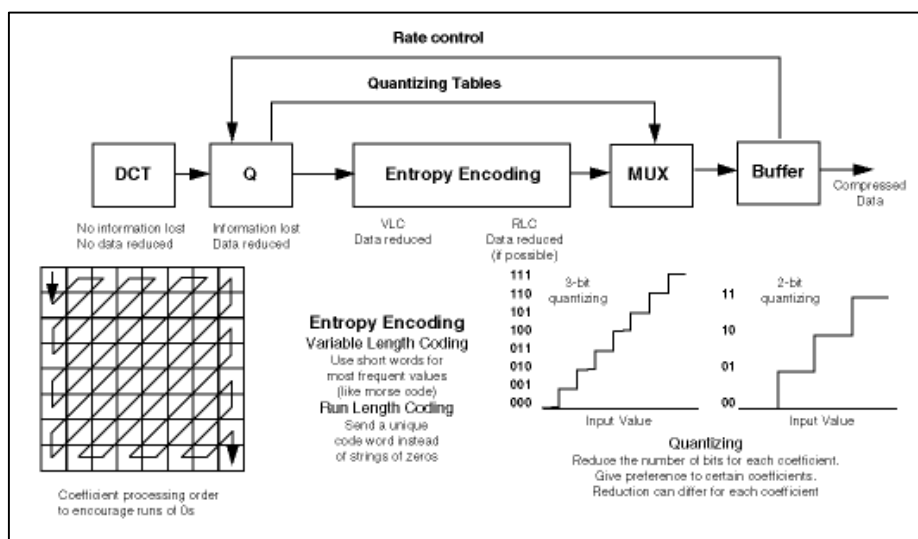 Rate control
Quantizing Tables
DCT
Q
Entropy Encoding
MUX
Buffer
Compressed
Data
No information lost
No data reduced
Information lost
Data reduced
VLC
Data reduced
RLC
Data reduced
(if possible)
Entropy Encoding
Variable Length Coding
Use short words for
most frequent values
(like morse code)
Run Length Coding
Send a unique
code word instead
of strings of zeros
111
110
101
100
011
010
001
000
3-bit
quantizing
Input Value
11
10
01
00
2-bit
quantizing
Input Value
Quantizing
Reduce the number of bits for each coefficient.
Give preference to certain coefficients.
Reduction can differ for each coefficient
Coefficient processing order
to encourage runs of 0s